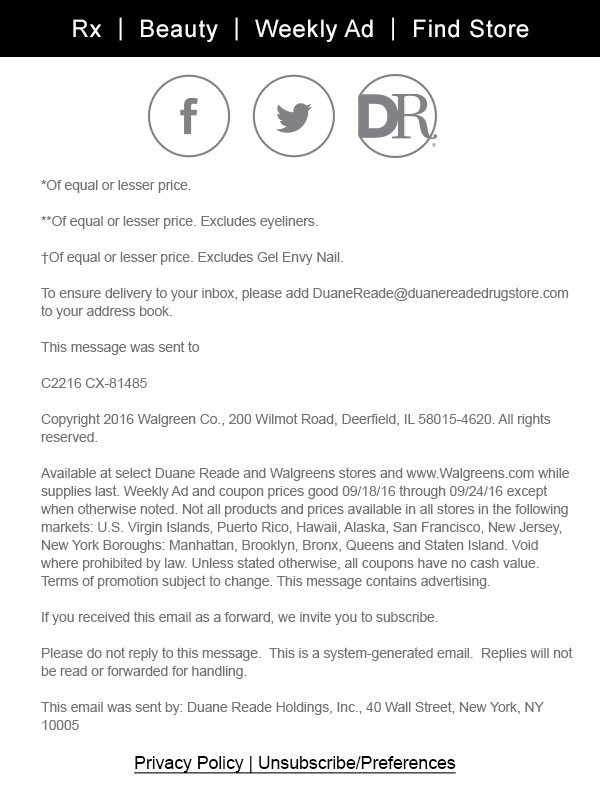 Rx | Beauty | Weekly Ad | Find Store
f DR®
*Of equal or lesser price.
**Of equal or lesser price. Excludes eyeliners.
†Of equal or lesser price. Excludes Gel Envy Nail.
To ensure delivery to your inbox, please add DuaneReade@duanereadedrugstore.com
to your address book.
This message was sent to
C2216 CX-81485
Copyright 2016 Walgreen Co., 200 Wilmot Road, Deerfield, IL 58015-4620. All rights
reserved.
Available at select Duane Reade and Walgreens stores and www.Walgreens.com while
supplies last. Weekly Ad and coupon prices good 09/18/16 through 09/24/16 except
when otherwise noted. Not all products and prices available in all stores in the following
markets: U.S. Virgin Islands, Puerto Rico, Hawaii, Alaska, San Francisco, New Jersey,
New York Boroughs: Manhattan, Brooklyn, Bronx, Queens and Staten Island. Void
where prohibited by law. Unless stated otherwise, all coupons have no cash value.
Terms of promotion subject to change. This message contains advertising.
If you received this email as a forward, we invite you to subscribe.
Please do not reply to this message.  This is a system-generated email.  Replies will not
be read or forwarded for handling.
This email was sent by: Duane Reade Holdings, Inc., 40 Wall Street, New York, NY
10005
Privacy Policy | Unsubscribe/Preferences